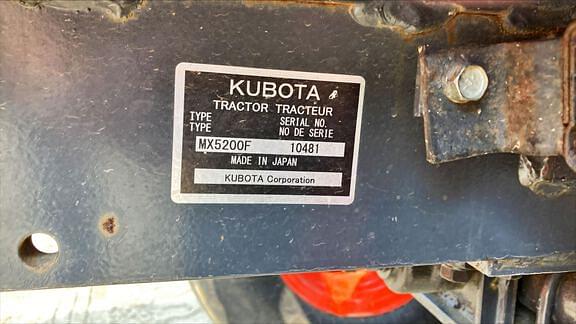 KUBOTA
TRACTOR TRACTEUR
TYPE SERIAL NO.
TYPE NO DE SERIE
MX5200F 10481
MADE IN JAPAN
KUBOTA Corporation